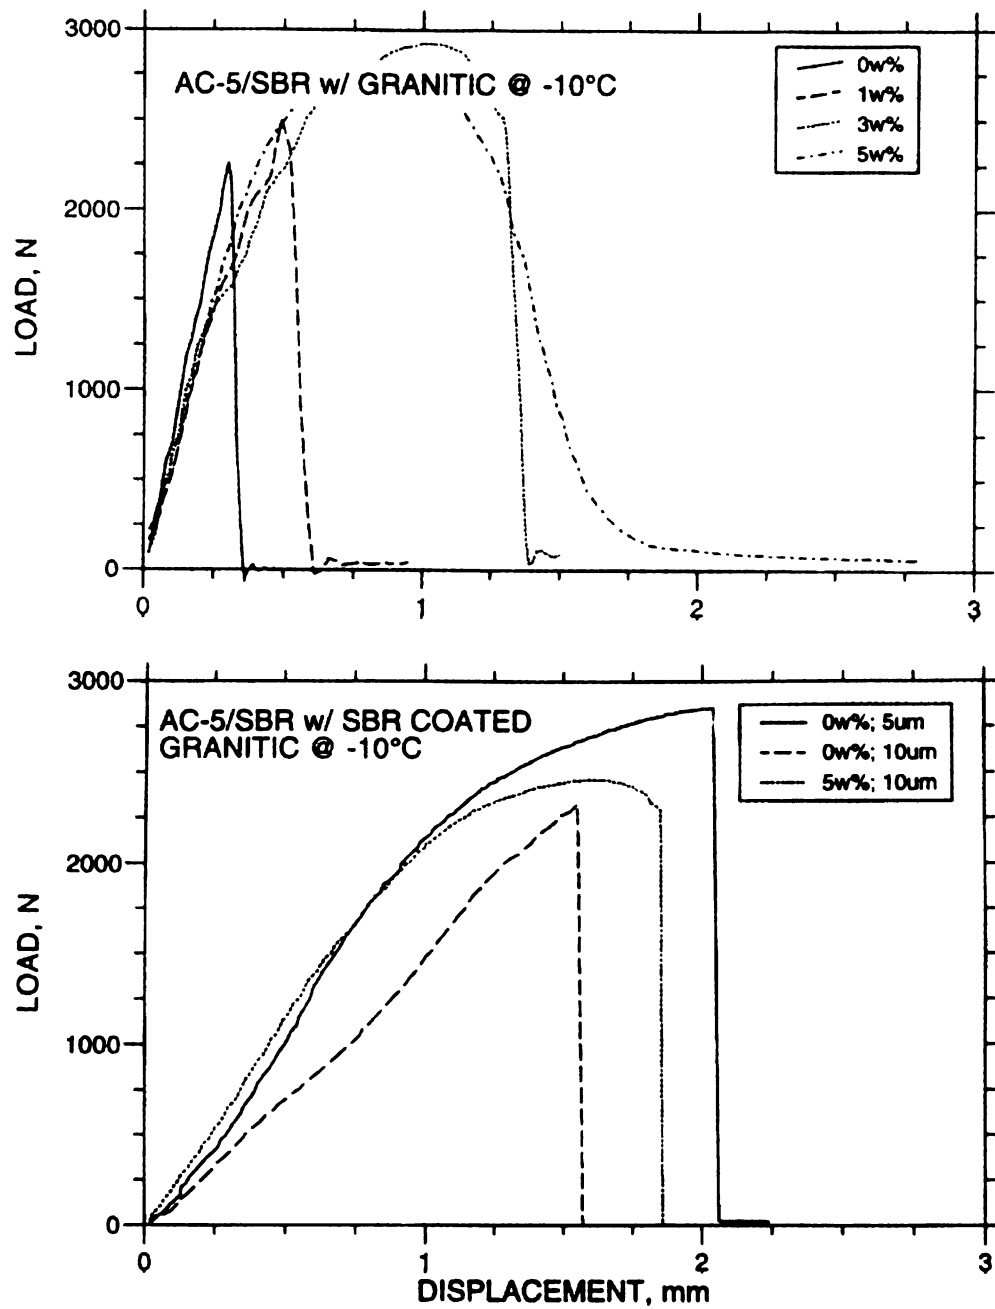 3000
AC-5/SBR w/ GRANITIC @ -10°C
0w%
1w%
3w%
5w%
2000
LOAD, N
1000
0
0 1 2 3
3000
AC-5/SBR w/ SBR COATED
GRANITIC @ -10°C
0w%; 5um
0w%; 10um
5w%; 10um
2000
LOAD, N
1000
0
0 1 2 3
DISPLACEMENT, mm